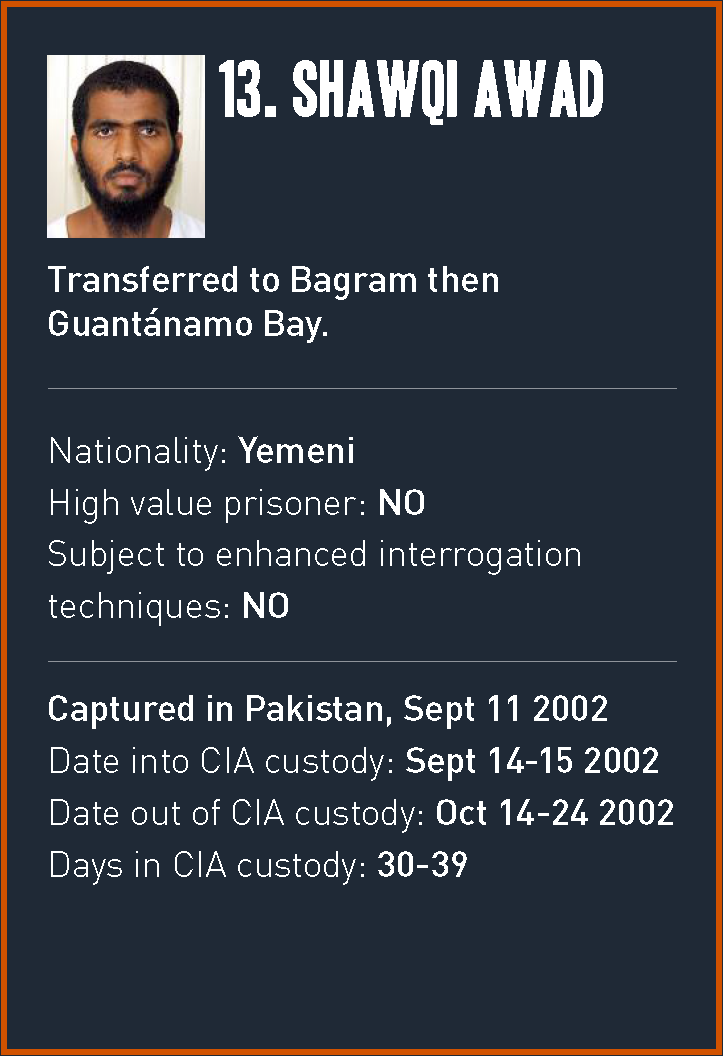 13. SHAWQI AWAD
Transferred to Bagram then
Guantánamo Bay.
Nationality: Yemeni
High value prisoner: NO
Subject to enhanced interrogation
techniques: NO
Captured in Pakistan, Sept 11 2002
Date into CIA custody: Sept 14-15 2002
Date out of CIA custody: Oct 14-24 2002
Days in CIA custody: 30-39